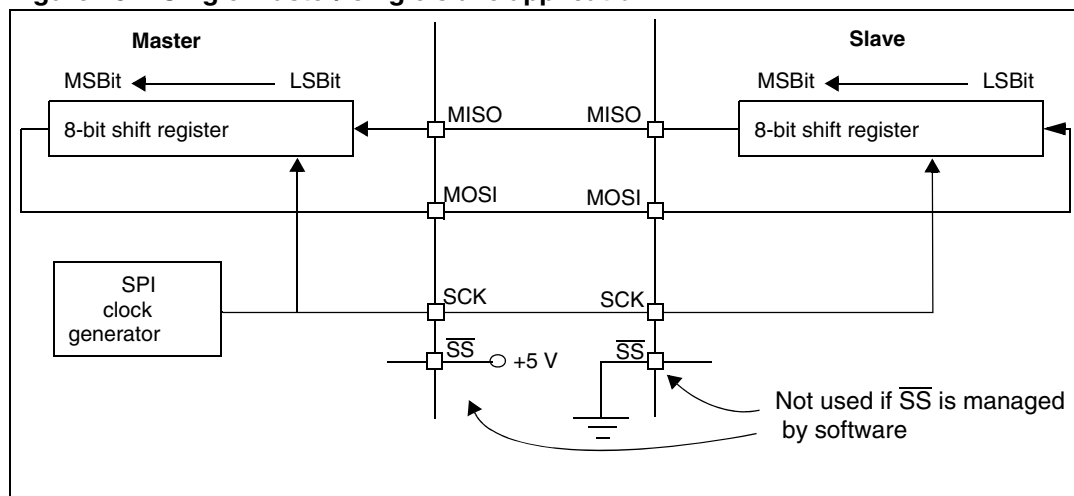 Master
Slave
MSBit
LSBit
MSBit
LSBit
8-bit shift register
MISO
MISO
8-bit shift register
MOSI
MOSI
SPI
clock
generator
SCK
SCK
SS
+5 V
SS
Not used if SS is managed
by software